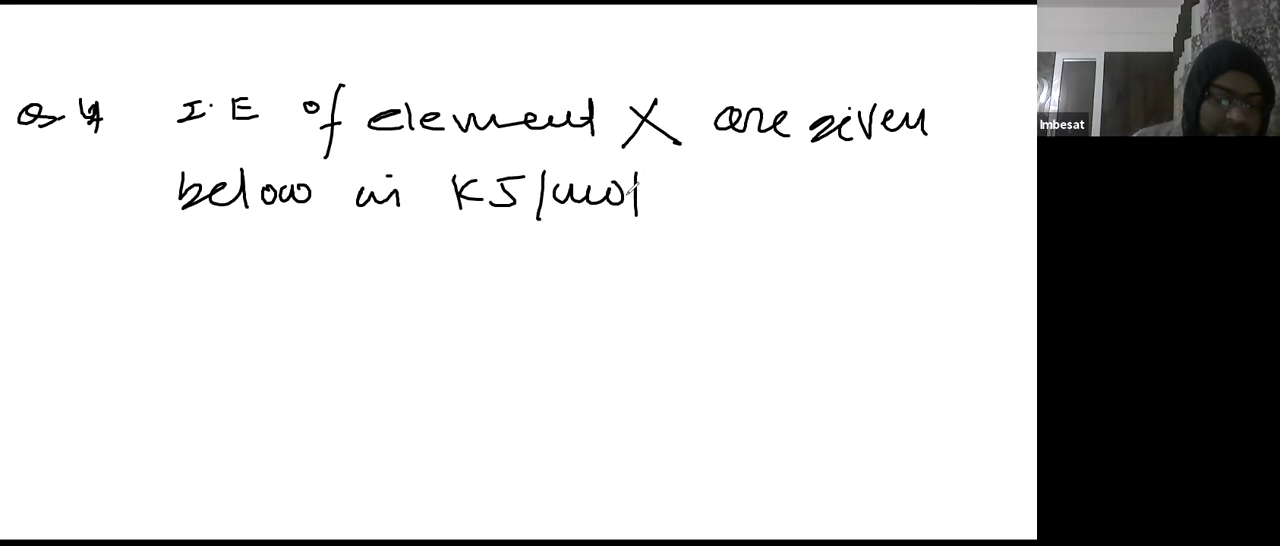 Q.4 I.E of element X are given
below in KJ/mol
Imbesat